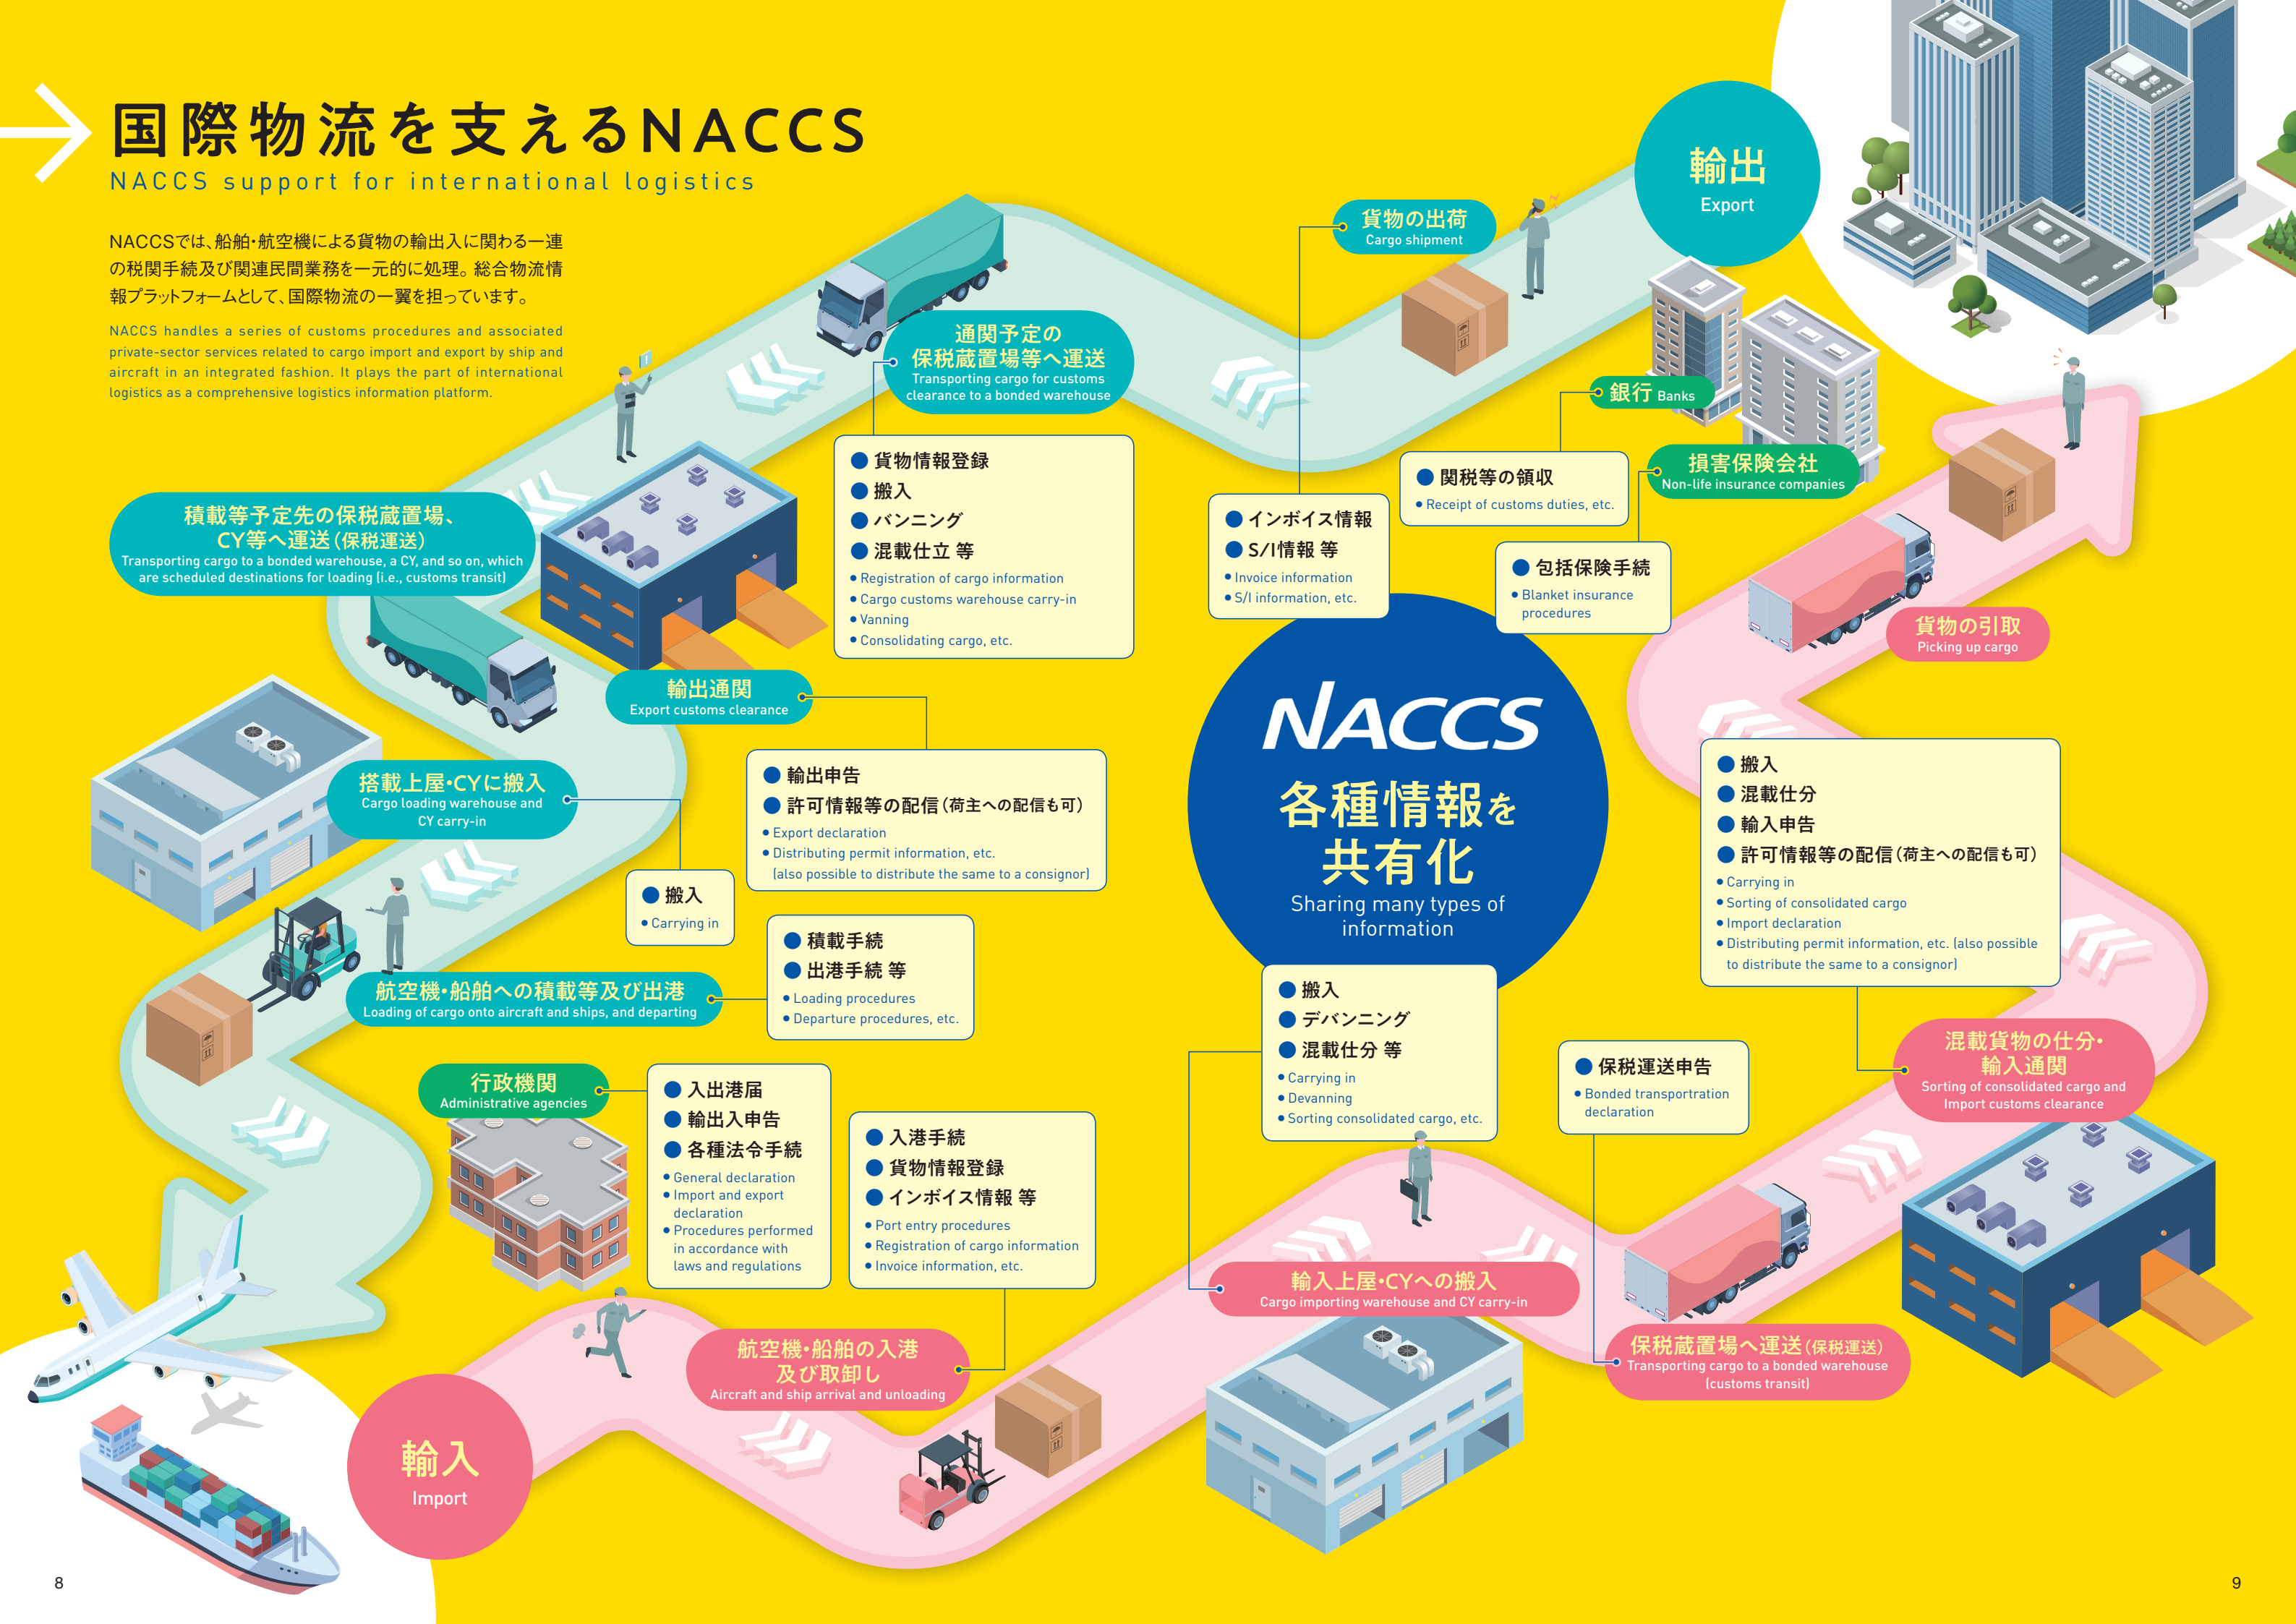 国際物流を支えるNACCS
NACCS support for international logistics
NACCSでは、船舶・航空機による貨物の輸出入に関わる一連
の税関手続及び関連民間業務を一元的に処理。総合物流情
報プラットフォームとして、国際物流の一翼を担っています。
NACCS handles a series of customs procedures and associated
private-sector services related to cargo import and export by ship and
aircraft in an integrated fashion. It plays the part of international
logistics as a comprehensive logistics information platform.
輸出
Export
貨物の出荷
Cargo shipment
● インボイス情報
● S/I情報 等
• Invoice information
• S/I information, etc.
通関予定の
保税蔵置場等へ運送
Transporting cargo for customs
clearance to a bonded warehouse
● 貨物情報登録
● 搬入
● バンニング
● 混載仕立 等
• Registration of cargo information
• Cargo customs warehouse carry-in
• Vanning
• Consolidating cargo, etc.
輸出通関
Export customs clearance
● 輸出申告
● 許可情報等の配信（荷主への配信も可）
• Export declaration
• Distributing permit information, etc.
(also possible to distribute the same to a consignor)
積載等予定先の保税蔵置場、
CY等へ運送（保税運送）
Transporting cargo to a bonded warehouse, a CY, and so on, which
are scheduled destinations for loading (i.e., customs transit)
搭載上屋・CYに搬入
Cargo loading warehouse and
CY carry-in
● 搬入
• Carrying in
航空機・船舶への積載等及び出港
Loading of cargo onto aircraft and ships, and departing
● 積載手続
● 出港手続 等
• Loading procedures
• Departure procedures, etc.
行政機関
Administrative agencies
● 入出港届
● 輸出入申告
● 各種法令手続
• General declaration
• Import and export
declaration
• Procedures performed
in accordance with
laws and regulations
銀行 Banks
● 関税等の領収
• Receipt of customs duties, etc.
損害保険会社
Non-life insurance companies
● 包括保険手続
• Blanket insurance
procedures
NACCS
各種情報を
共有化
Sharing many types of
information
輸入
Import
航空機・船舶の入港
及び取卸し
Aircraft and ship arrival and unloading
● 入港手続
● 貨物情報登録
● インボイス情報 等
• Port entry procedures
• Registration of cargo information
• Invoice information, etc.
輸入上屋・CYへの搬入
Cargo importing warehouse and CY carry-in
● 搬入
● デバンニング
● 混載仕分 等
• Carrying in
• Devanning
• Sorting consolidated cargo, etc.
保税蔵置場へ運送（保税運送）
Transporting cargo to a bonded warehouse
(customs transit)
● 保税運送申告
• Bonded transportration
declaration
混載貨物の仕分・
輸入通関
Sorting of consolidated cargo and
Import customs clearance
● 搬入
● 混載仕分
● 輸入申告
● 許可情報等の配信（荷主への配信も可）
• Carrying in
• Sorting of consolidated cargo
• Import declaration
• Distributing permit information, etc. (also possible
to distribute the same to a consignor)
貨物の引取
Picking up cargo
8
9